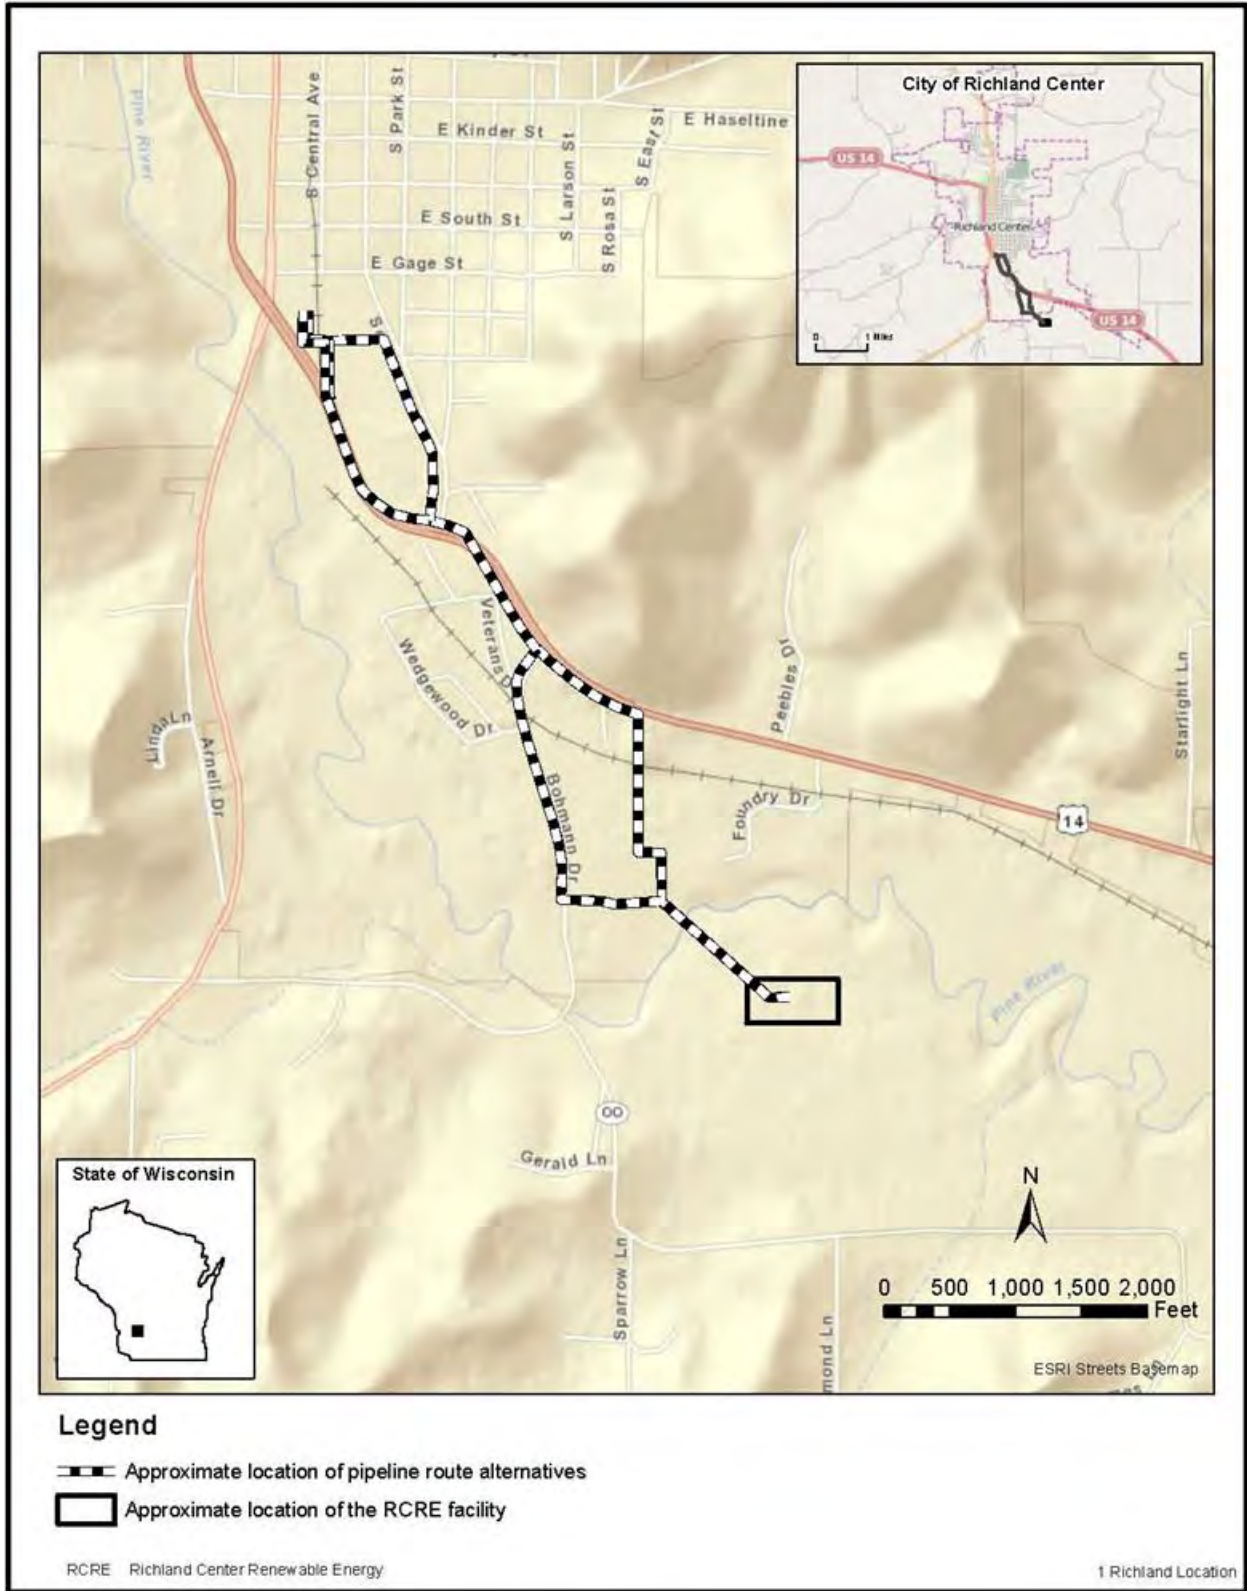 City of Richland Center
US 14
Richland Center
US 14
0 1 Miles
Pine River
S Central Ave
S Park St
E Kinder St
S Larson St
S East St
E Haseltine
E South St
S Rosa St
E Gage St
Veterans
Wedgewood Dr
Peebles Dr
Starlight Ln
Linda Ln
Arnell Dr
Bohmann Dr
Foundry Dr
14
Pine River
OO
Gerald Ln
Sparrow Ln
mond Ln
N
0 500 1,000 1,500 2,000
Feet
ESRI Streets Basemap
State of Wisconsin
Legend
Approximate location of pipeline route alternatives
Approximate location of the RCRE facility
RCRE Richland Center Renewable Energy
1 Richland Location